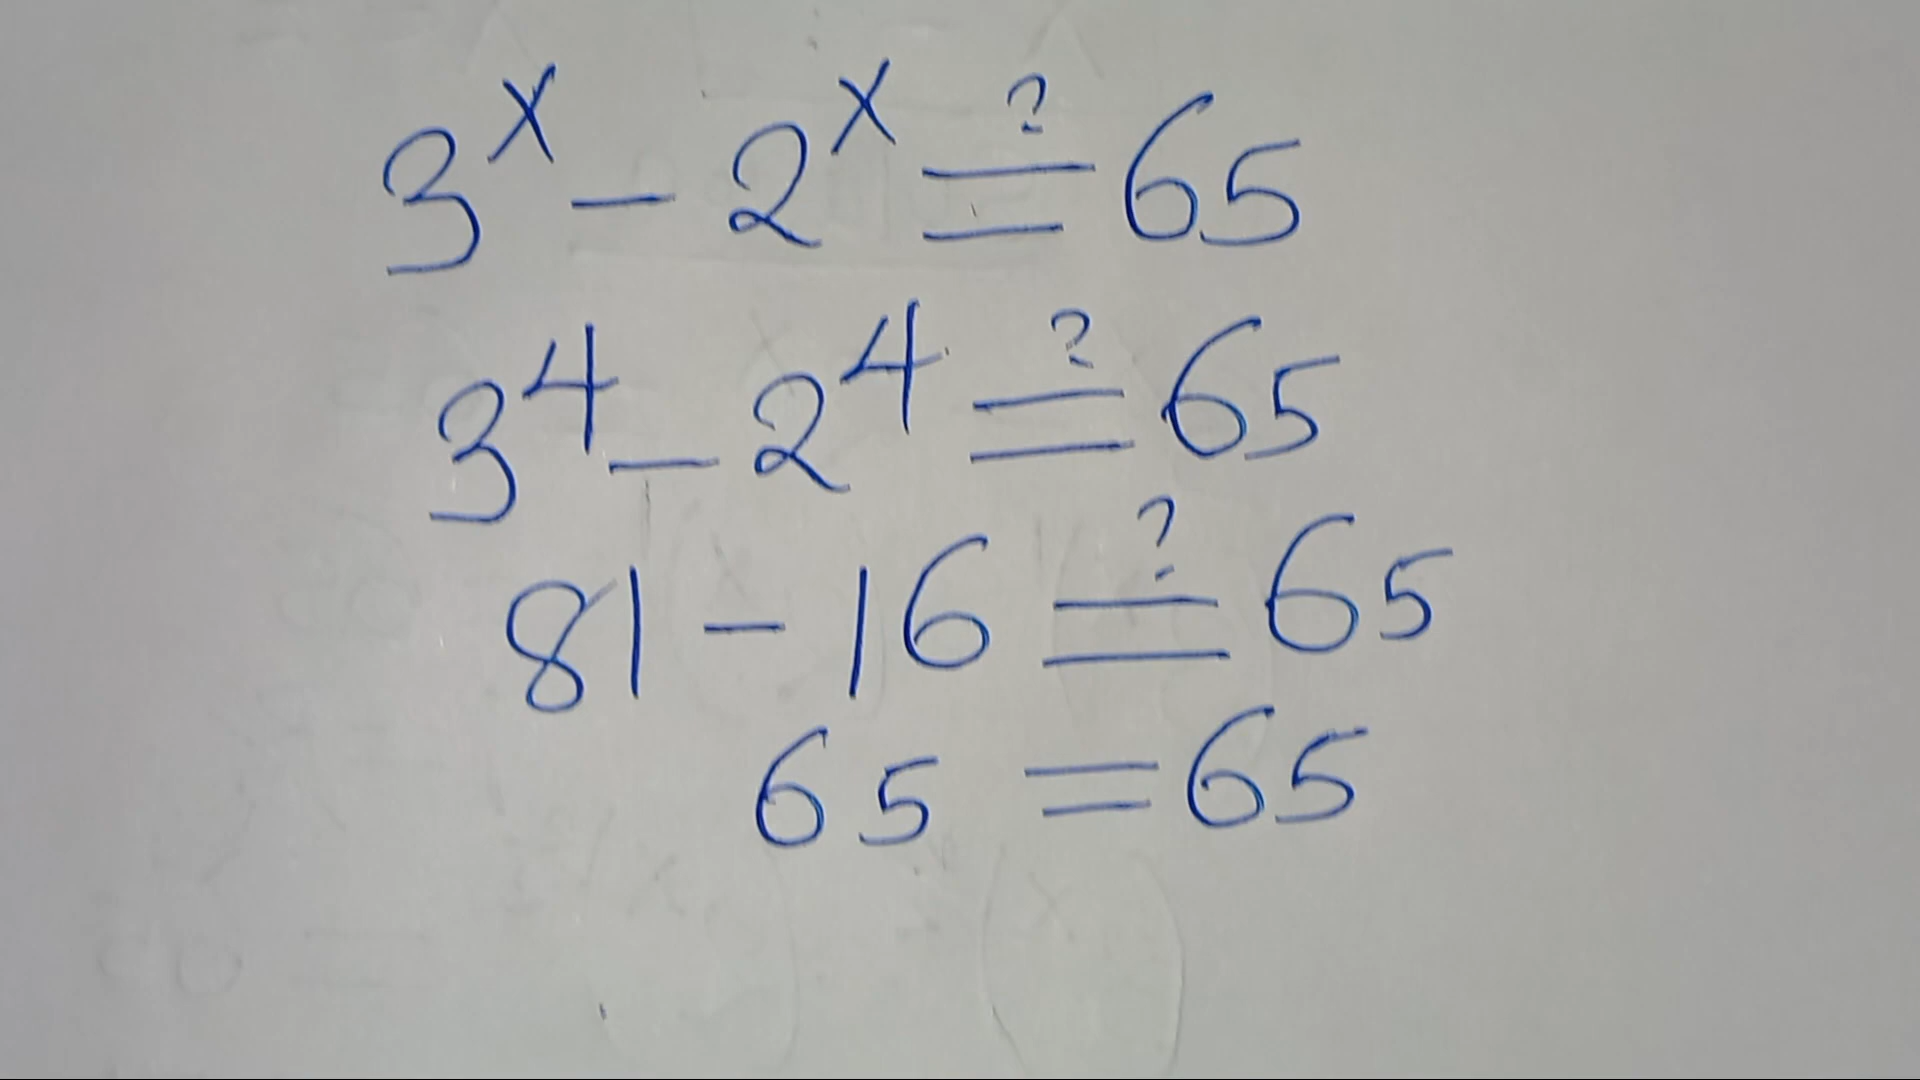 3^x - 2^x ≟ 65
3^4 - 2^4 ≟ 65
81 - 16 ≟ 65
65 = 65